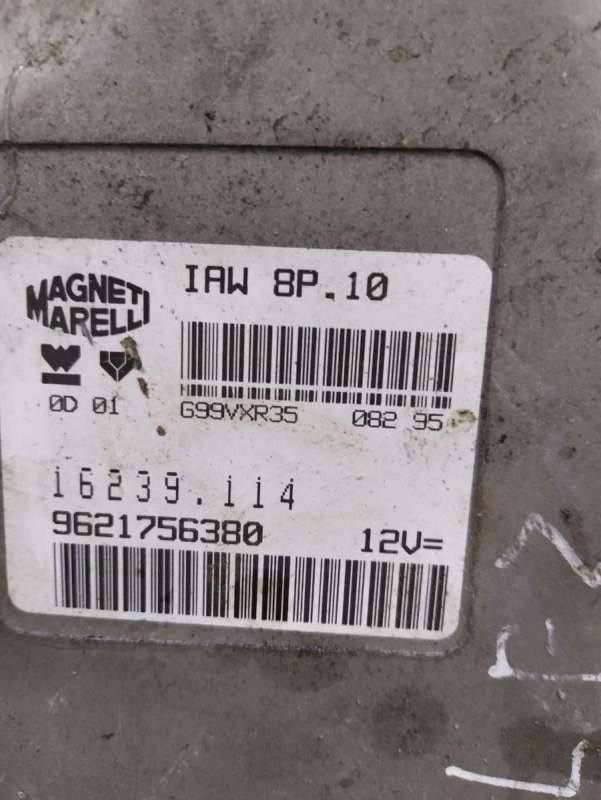 IAW 8P.10
MAGNETI
MARELLI
0D 01
G99VXR35 082 95
16239.114
9621756380 12V=